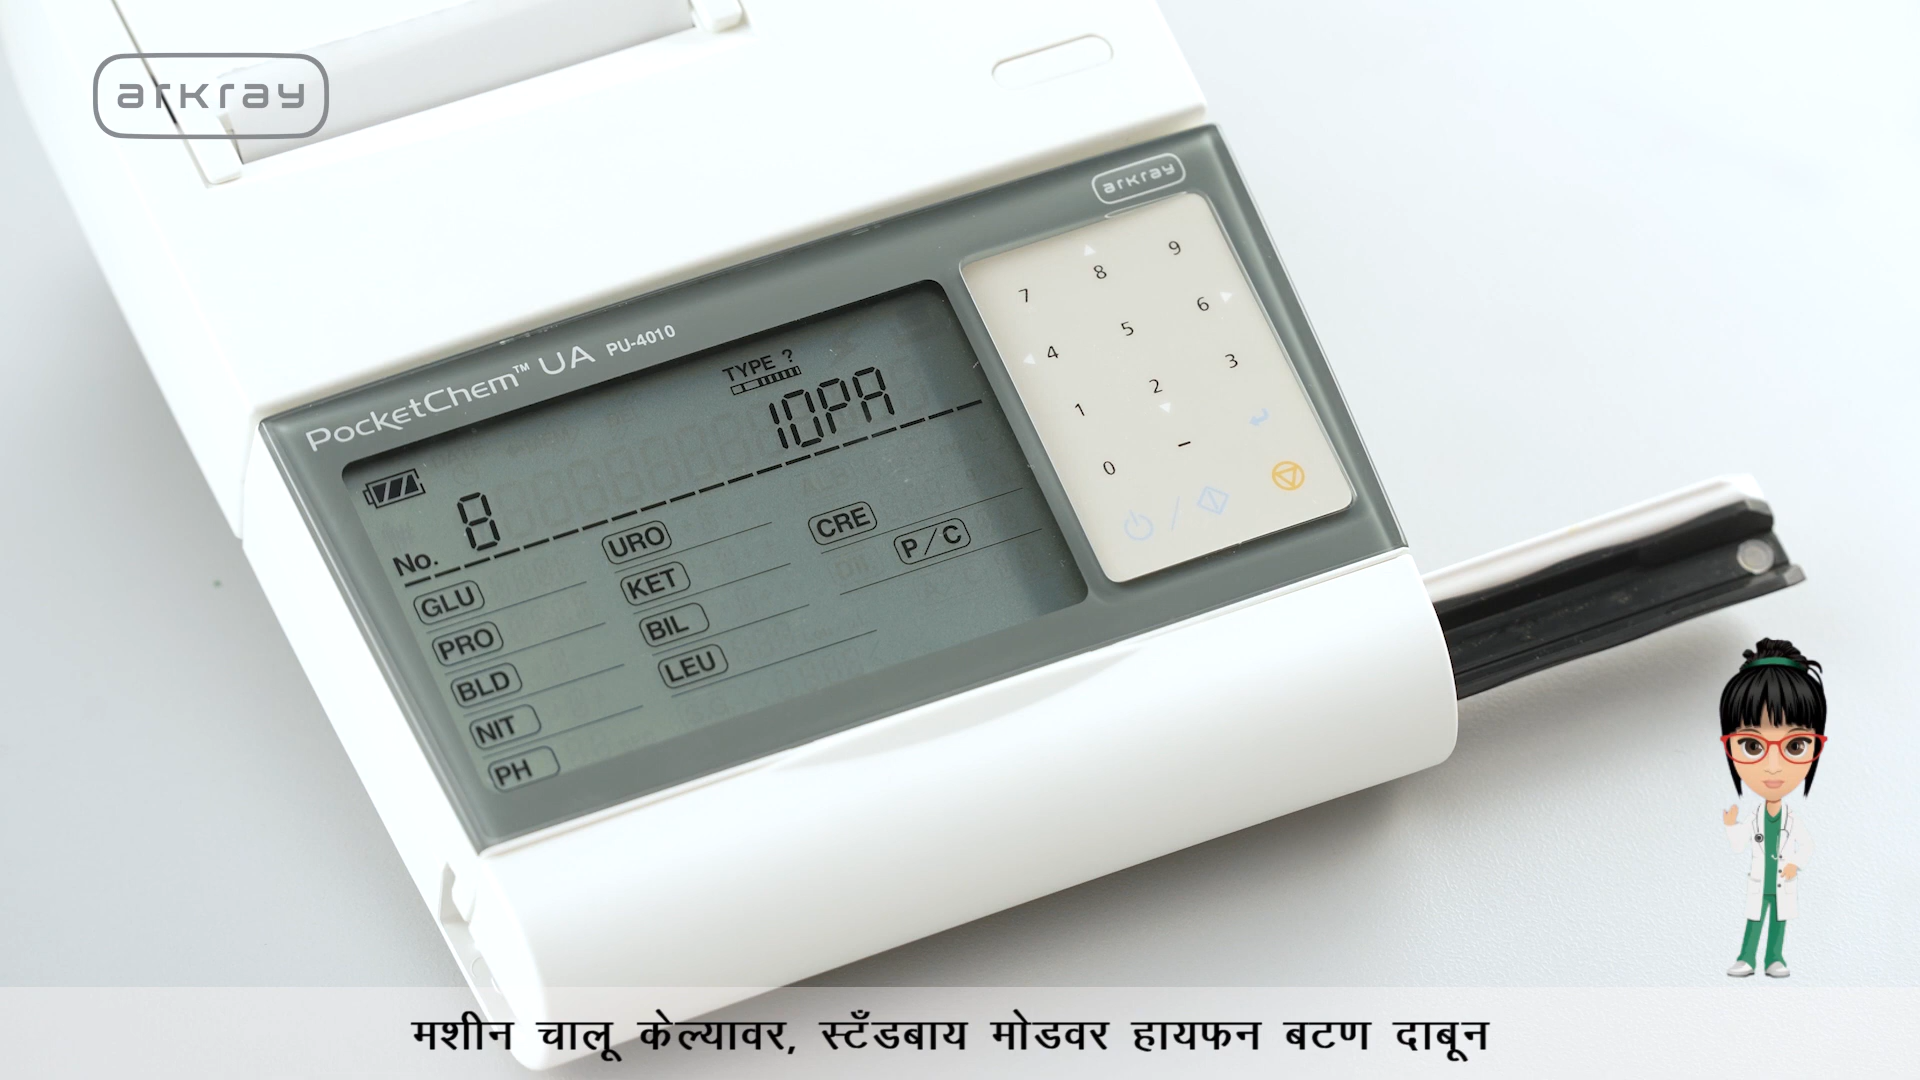 arkray
arkray
PocketChem™ UA PU-4010
TYPE ?
10PA
No. 8
GLU URO CRE
PRO KET P/C
BLD BIL
NIT LEU
PH
7 8 9
4 5 6
1 2 3
0 –
मशीन चालू केल्यावर, स्टँडबाय मोडवर हायफन बटण दाबून